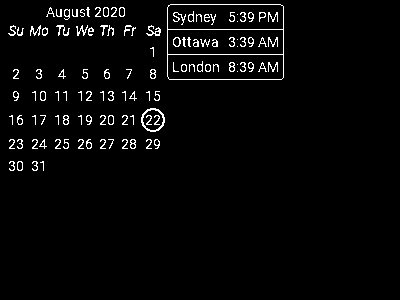 August 2020
Su Mo Tu We Th Fr Sa
1
2 3 4 5 6 7 8
9 10 11 12 13 14 15
16 17 18 19 20 21 22
23 24 25 26 27 28 29
30 31
Sydney 5:39 PM
Ottawa 3:39 AM
London 8:39 AM